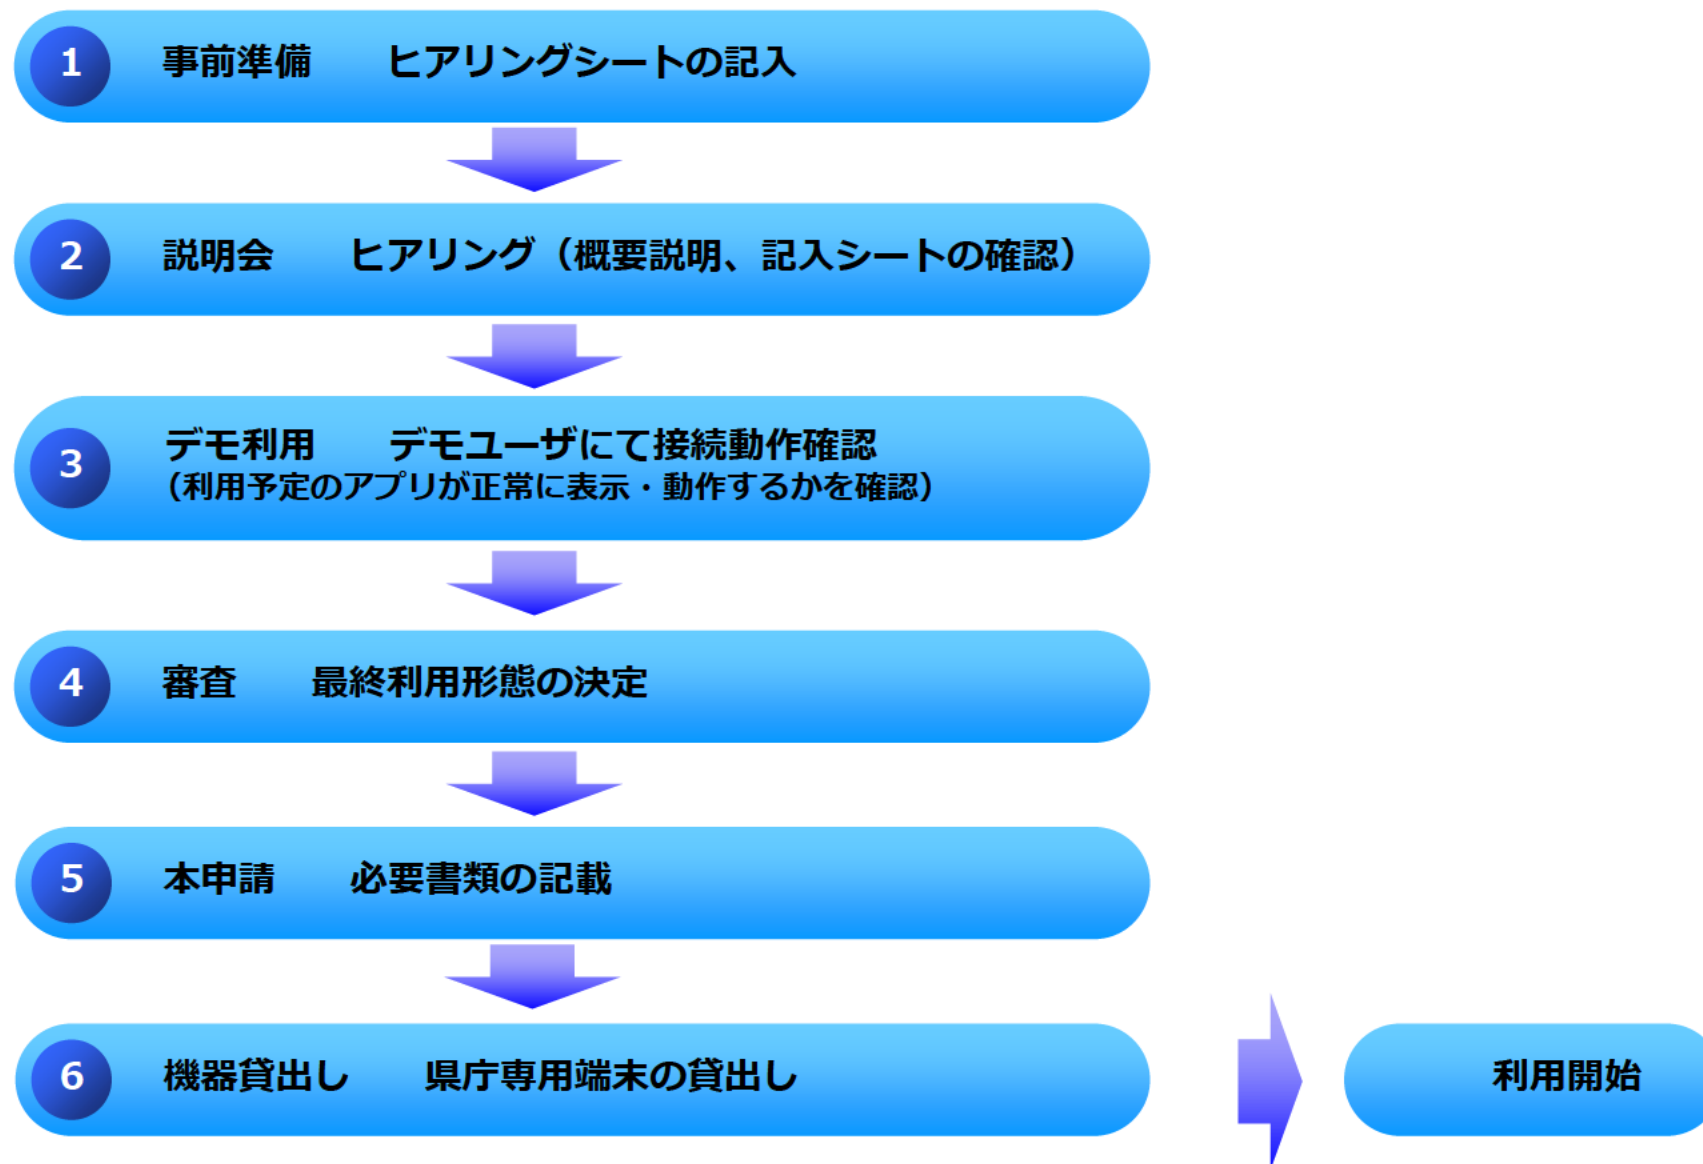 1 事前準備　　ヒアリングシートの記入
2 説明会　　ヒアリング（概要説明、記入シートの確認）
3 デモ利用　　デモユーザにて接続動作確認
（利用予定のアプリが正常に表示・動作するかを確認）
4 審査　　最終利用形態の決定
5 本申請　　必要書類の記載
6 機器貸出し　　県庁専用端末の貸出し
利用開始